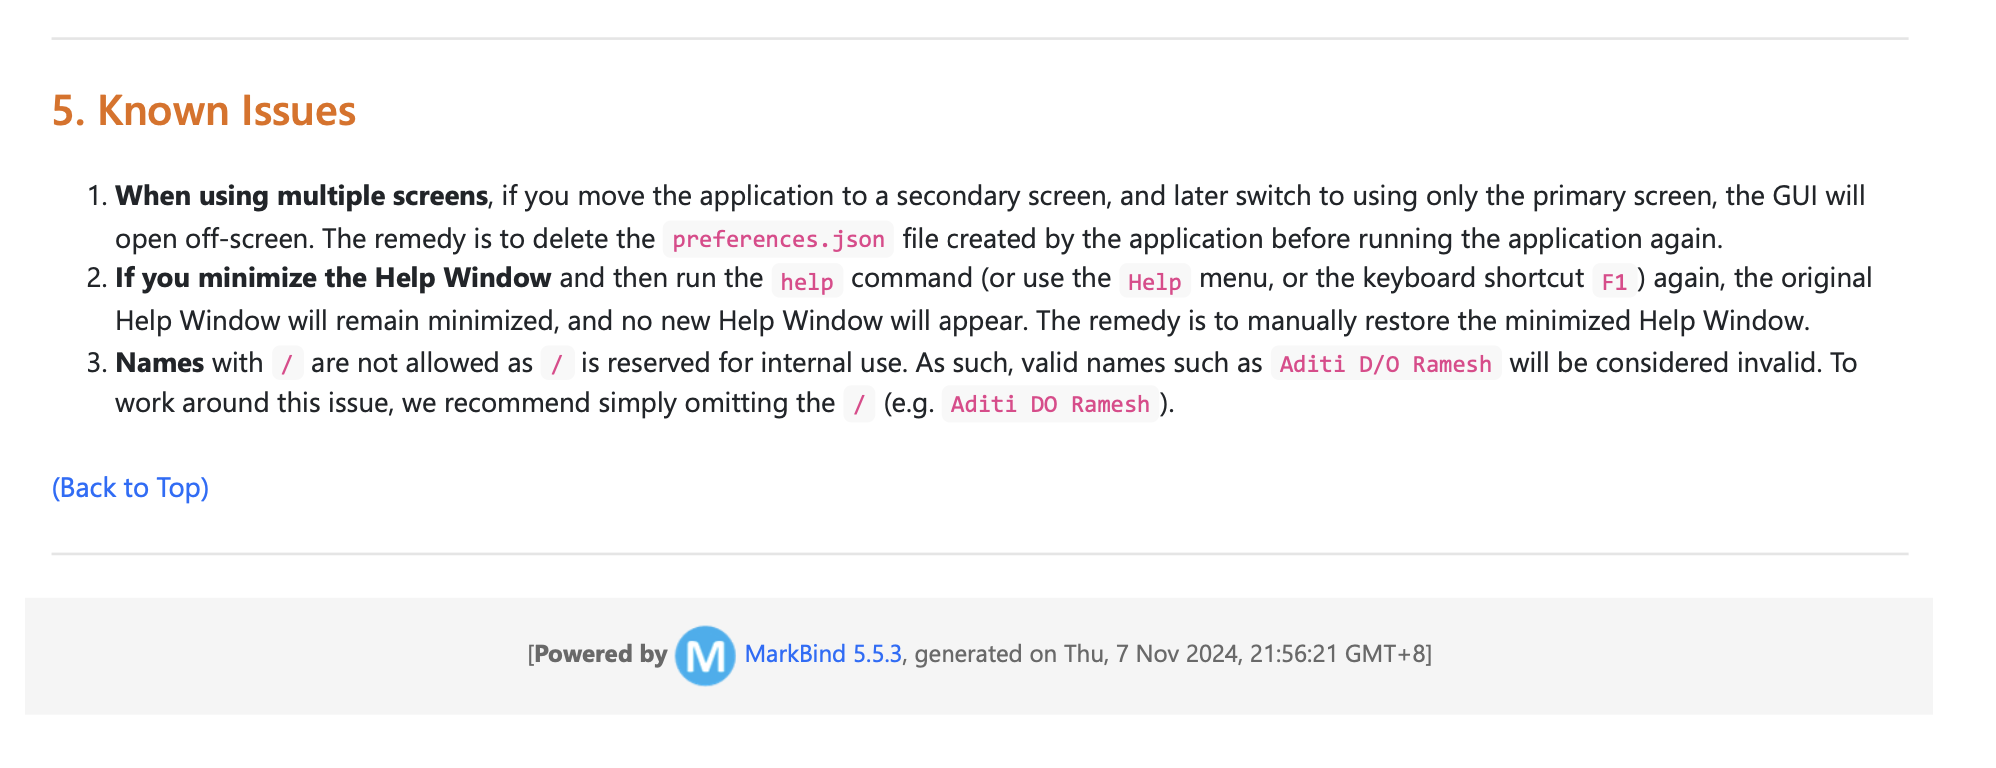 5. Known Issues
1. When using multiple screens, if you move the application to a secondary screen, and later switch to using only the primary screen, the GUI will
open off-screen. The remedy is to delete the preferences.json file created by the application before running the application again.
2. If you minimize the Help Window and then run the help command (or use the Help menu, or the keyboard shortcut F1 ) again, the original
Help Window will remain minimized, and no new Help Window will appear. The remedy is to manually restore the minimized Help Window.
3. Names with / are not allowed as / is reserved for internal use. As such, valid names such as Aditi D/O Ramesh will be considered invalid. To
work around this issue, we recommend simply omitting the / (e.g. Aditi DO Ramesh ).
(Back to Top)
[Powered by M MarkBind 5.5.3, generated on Thu, 7 Nov 2024, 21:56:21 GMT+8]